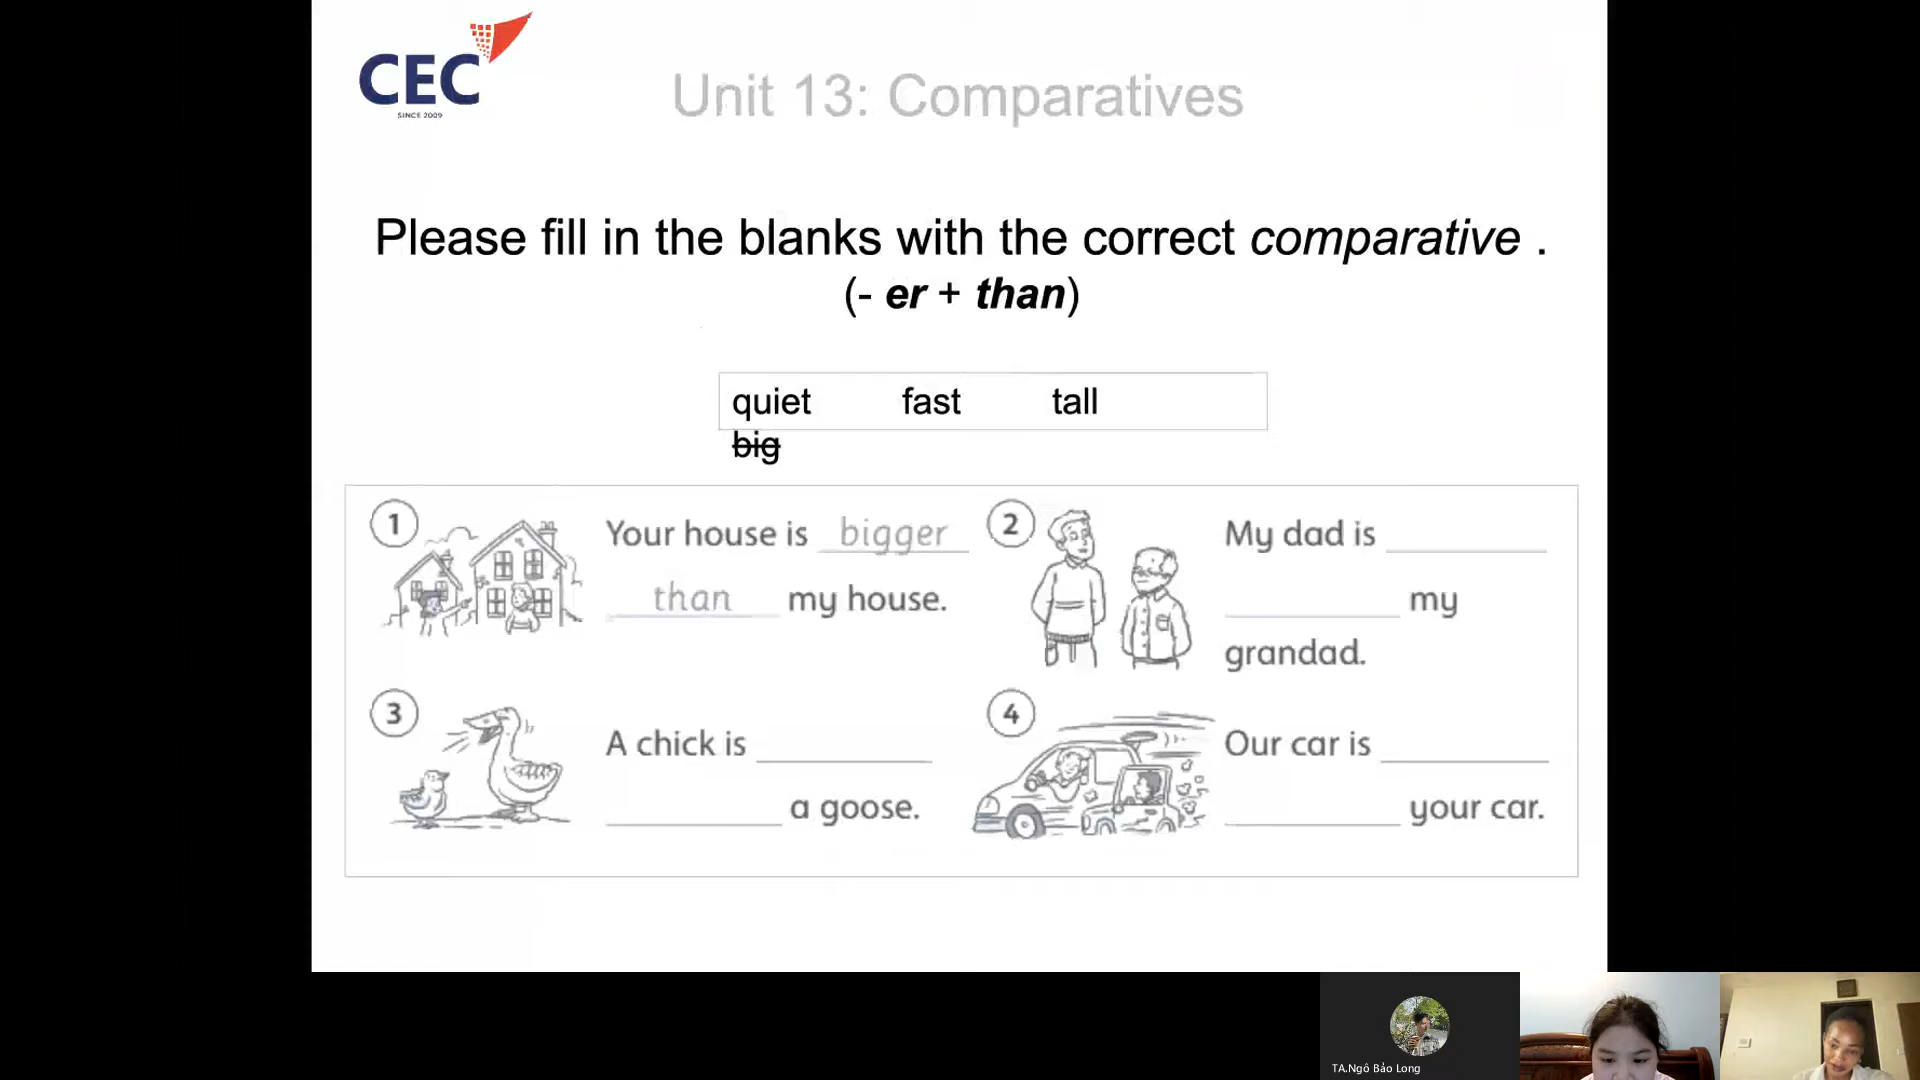 CEC
SINCE 2009
Unit 13: Comparatives
Please fill in the blanks with the correct comparative .
(- er + than)
quiet fast tall
big
1
Your house is bigger
than my house.
2
My dad is
my
grandad.
3
A chick is
a goose.
4
Our car is
your car.
TA.Ngô Bảo Long